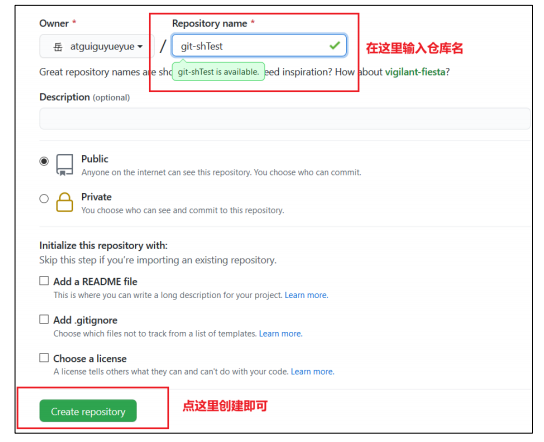 Owner * Repository name *
岳 atguiguyueyue / git-shTest 在这里输入仓库名
Great repository names are sho git-shTest is available. eed inspiration? How about vigilant-fiesta?
Description (optional)
Public
Anyone on the internet can see this repository. You choose who can commit.
Private
You choose who can see and commit to this repository.
Initialize this repository with:
Skip this step if you're importing an existing repository.
Add a README file
This is where you can write a long description for your project. Learn more.
Add .gitignore
Choose which files not to track from a list of templates. Learn more.
Choose a license
A license tells others what they can and can't do with your code. Learn more.
Create repository 点这里创建即可